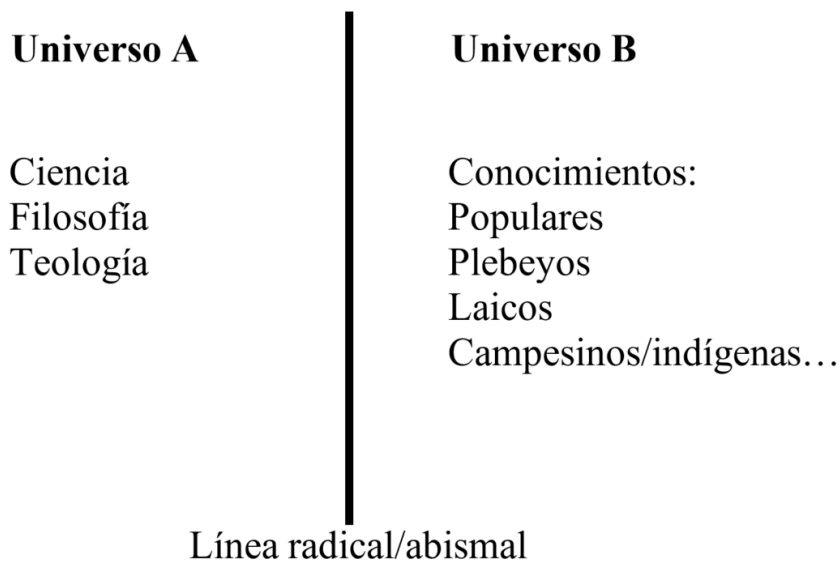 Universo A
Ciencia
Filosofía
Teología
Universo B
Conocimientos:
Populares
Plebeyos
Laicos
Campesinos/indígenas…
Línea radical/abismal